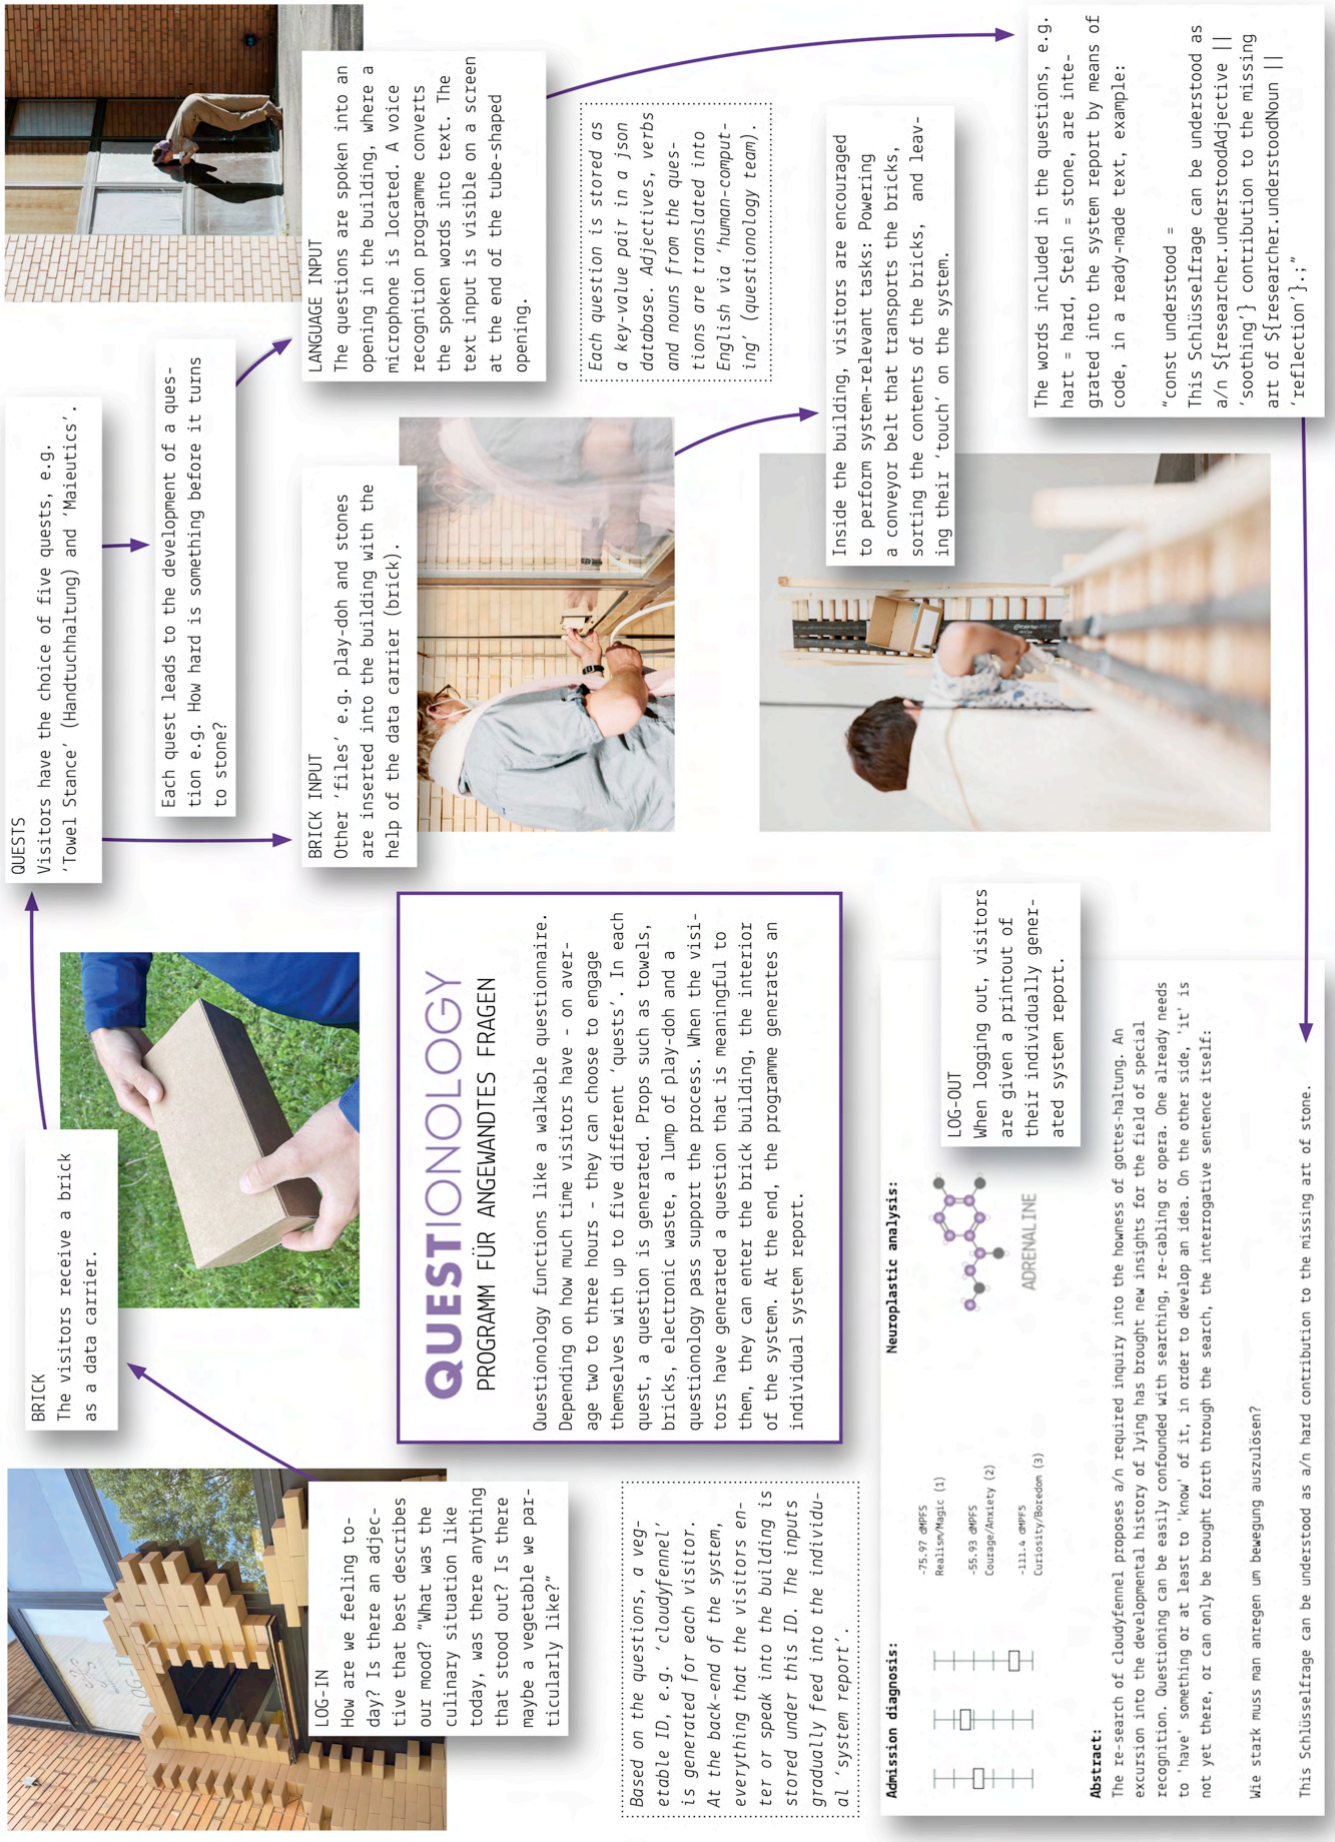 LOG-IN
How are we feeling to-
day? Is there an adjec-
tive that best describes
our mood? "What was the
culinary situation like
today, was there anything
that stood out? Is there
maybe a vegetable we par-
ticularly like?"
BRICK
The visitors receive a brick
as a data carrier.
QUESTS
Visitors have the choice of five quests, e.g.
'Towel Stance' (Handtuchhaltung) and 'Maieutics'.
Each quest leads to the development of a ques-
tion e.g. How hard is something before it turns
to stone?
BRICK INPUT
Other 'files' e.g. play-doh and stones
are inserted into the building with the
help of the data carrier (brick).
LANGUAGE INPUT
The questions are spoken into an
opening in the building, where a
microphone is located. A voice
recognition programme converts
the spoken words into text. The
text input is visible on a screen
at the end of the tube-shaped
opening.
Each question is stored as
a key-value pair in a json
database. Adjectives, verbs
and nouns from the ques-
tions are translated into
English via 'human-comput-
ing' (questionology team).
Based on the questions, a veg-
etable ID, e.g. 'cloudyfennel'
is generated for each visitor.
At the back-end of the system,
everything that the visitors en-
ter or speak into the building is
stored under this ID. The inputs
gradually feed into the individu-
al 'system report'.
QUESTIONOLOGY
PROGRAMM FÜR ANGEWANDTES FRAGEN
Questionology functions like a walkable questionnaire.
Depending on how much time visitors have - on aver-
age two to three hours - they can choose to engage
themselves with up to five different 'quests'. In each
quest, a question is generated. Props such as towels,
bricks, electronic waste, a lump of play-doh and a
questionology pass support the process. When the visi-
tors have generated a question that is meaningful to
them, they can enter the brick building, the interior
of the system. At the end, the programme generates an
individual system report.
Inside the building, visitors are encouraged
to perform system-relevant tasks: Powering
a conveyor belt that transports the bricks,
sorting the contents of the bricks, and leav-
ing their 'touch' on the system.
The words included in the questions, e.g.
hart = hard, Stein = stone, are inte-
grated into the system report by means of
code, in a ready-made text, example:
"const understood =
This Schlüsselfrage can be understood as
a/n ${researcher.understoodAdjective ||
'soothing'} contribution to the missing
art of ${researcher.understoodNoun ||
'reflection'}.;"
LOG-OUT
When logging out, visitors
are given a printout of
their individually gener-
ated system report.
Admission diagnosis:
-75.97 dMPFS
Realism/Magic (1)
-55.93 dMPFS
Courage/Anxiety (2)
-111.4 dMPFS
Curiosity/Boredom (3)
Neuroplastic analysis:
ADRENALINE
Abstract:
The re-search of cloudyfennel proposes a/n required inquiry into the howness of gottes-haltung. An
excursion into the developmental history of lying has brought new insights for the field of special
recognition. Questioning can be easily confounded with searching, re-cabling or opera. One already needs
to 'have' something or at least to 'know' of it, in order to develop an idea. On the other side, 'it' is
not yet there, or can only be brought forth through the search, the interrogative sentence itself:
Wie stark muss man anregen um bewegung auszulösen?
This Schlüsselfrage can be understood as a/n hard contribution to the missing art of stone.